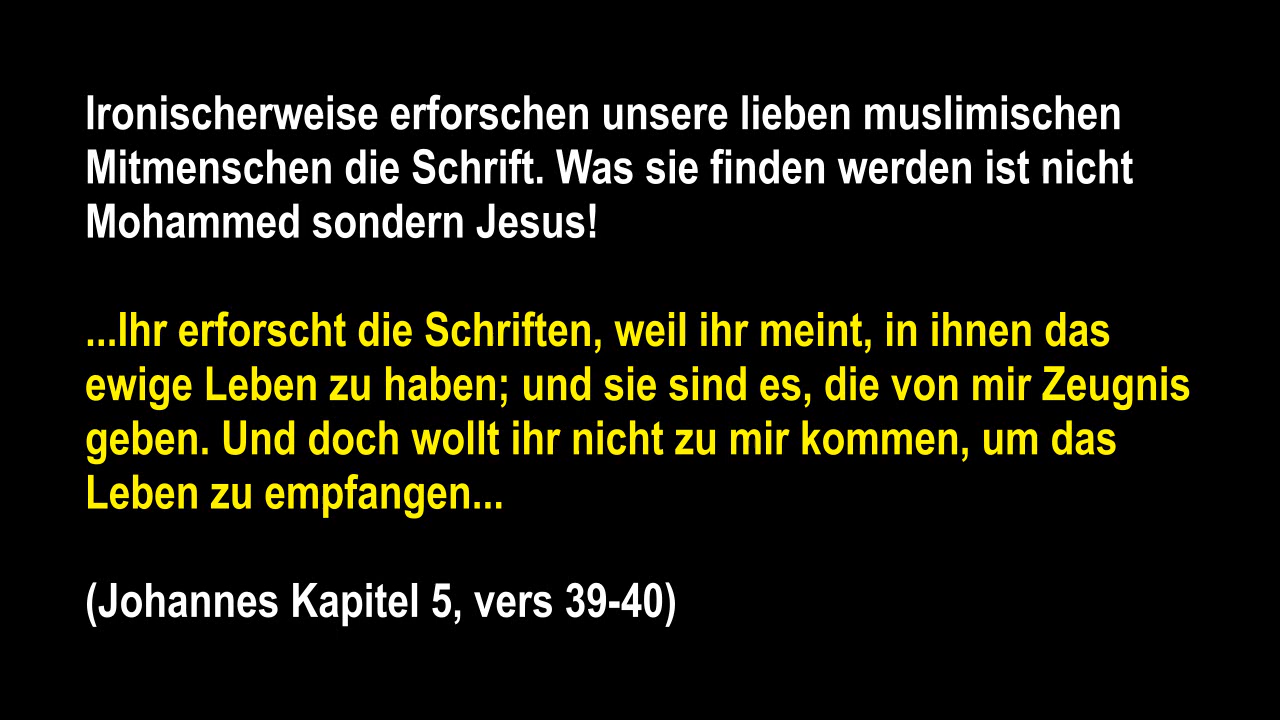 Ironischerweise erforschen unsere lieben muslimischen
Mitmenschen die Schrift. Was sie finden werden ist nicht
Mohammed sondern Jesus!
...Ihr erforscht die Schriften, weil ihr meint, in ihnen das
ewige Leben zu haben; und sie sind es, die von mir Zeugnis
geben. Und doch wollt ihr nicht zu mir kommen, um das
Leben zu empfangen...
(Johannes Kapitel 5, vers 39-40)